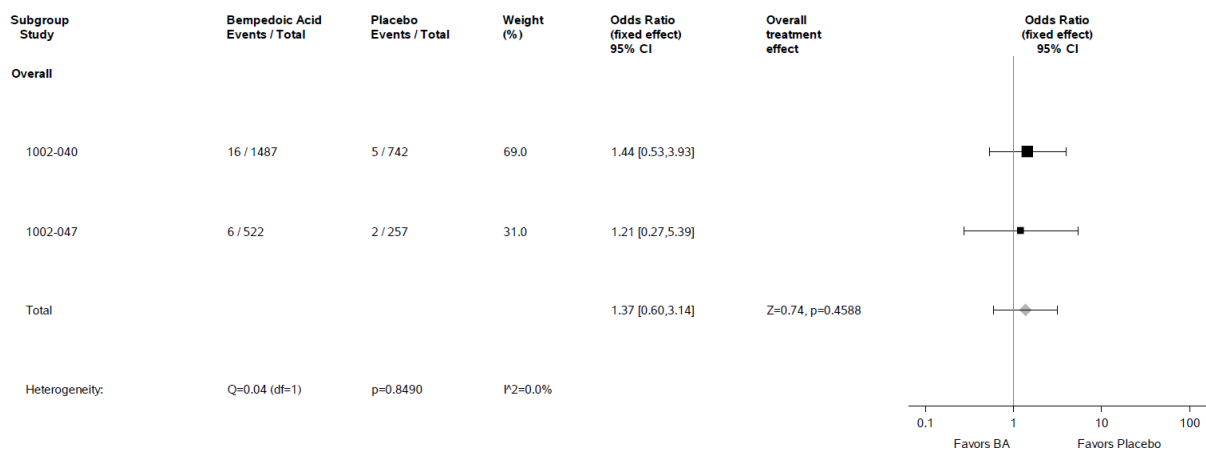 Subgroup Bempedoic Acid Placebo Weight Odds Ratio Overall Odds Ratio
Study Events / Total Events / Total (%) (fixed effect) treatment (fixed effect)
95% CI effect 95% CI
Overall
1002-040 16 / 1487 5 / 742 69.0 1.44 [0.53,3.93]
1002-047 6 / 522 2 / 257 31.0 1.21 [0.27,5.39]
Total 1.37 [0.60,3.14] Z=0.74, p=0.4588
Heterogeneity: Q=0.04 (df=1) p=0.8490 I^2=0.0%
0.1 1 10 100
Favors BA Favors Placebo